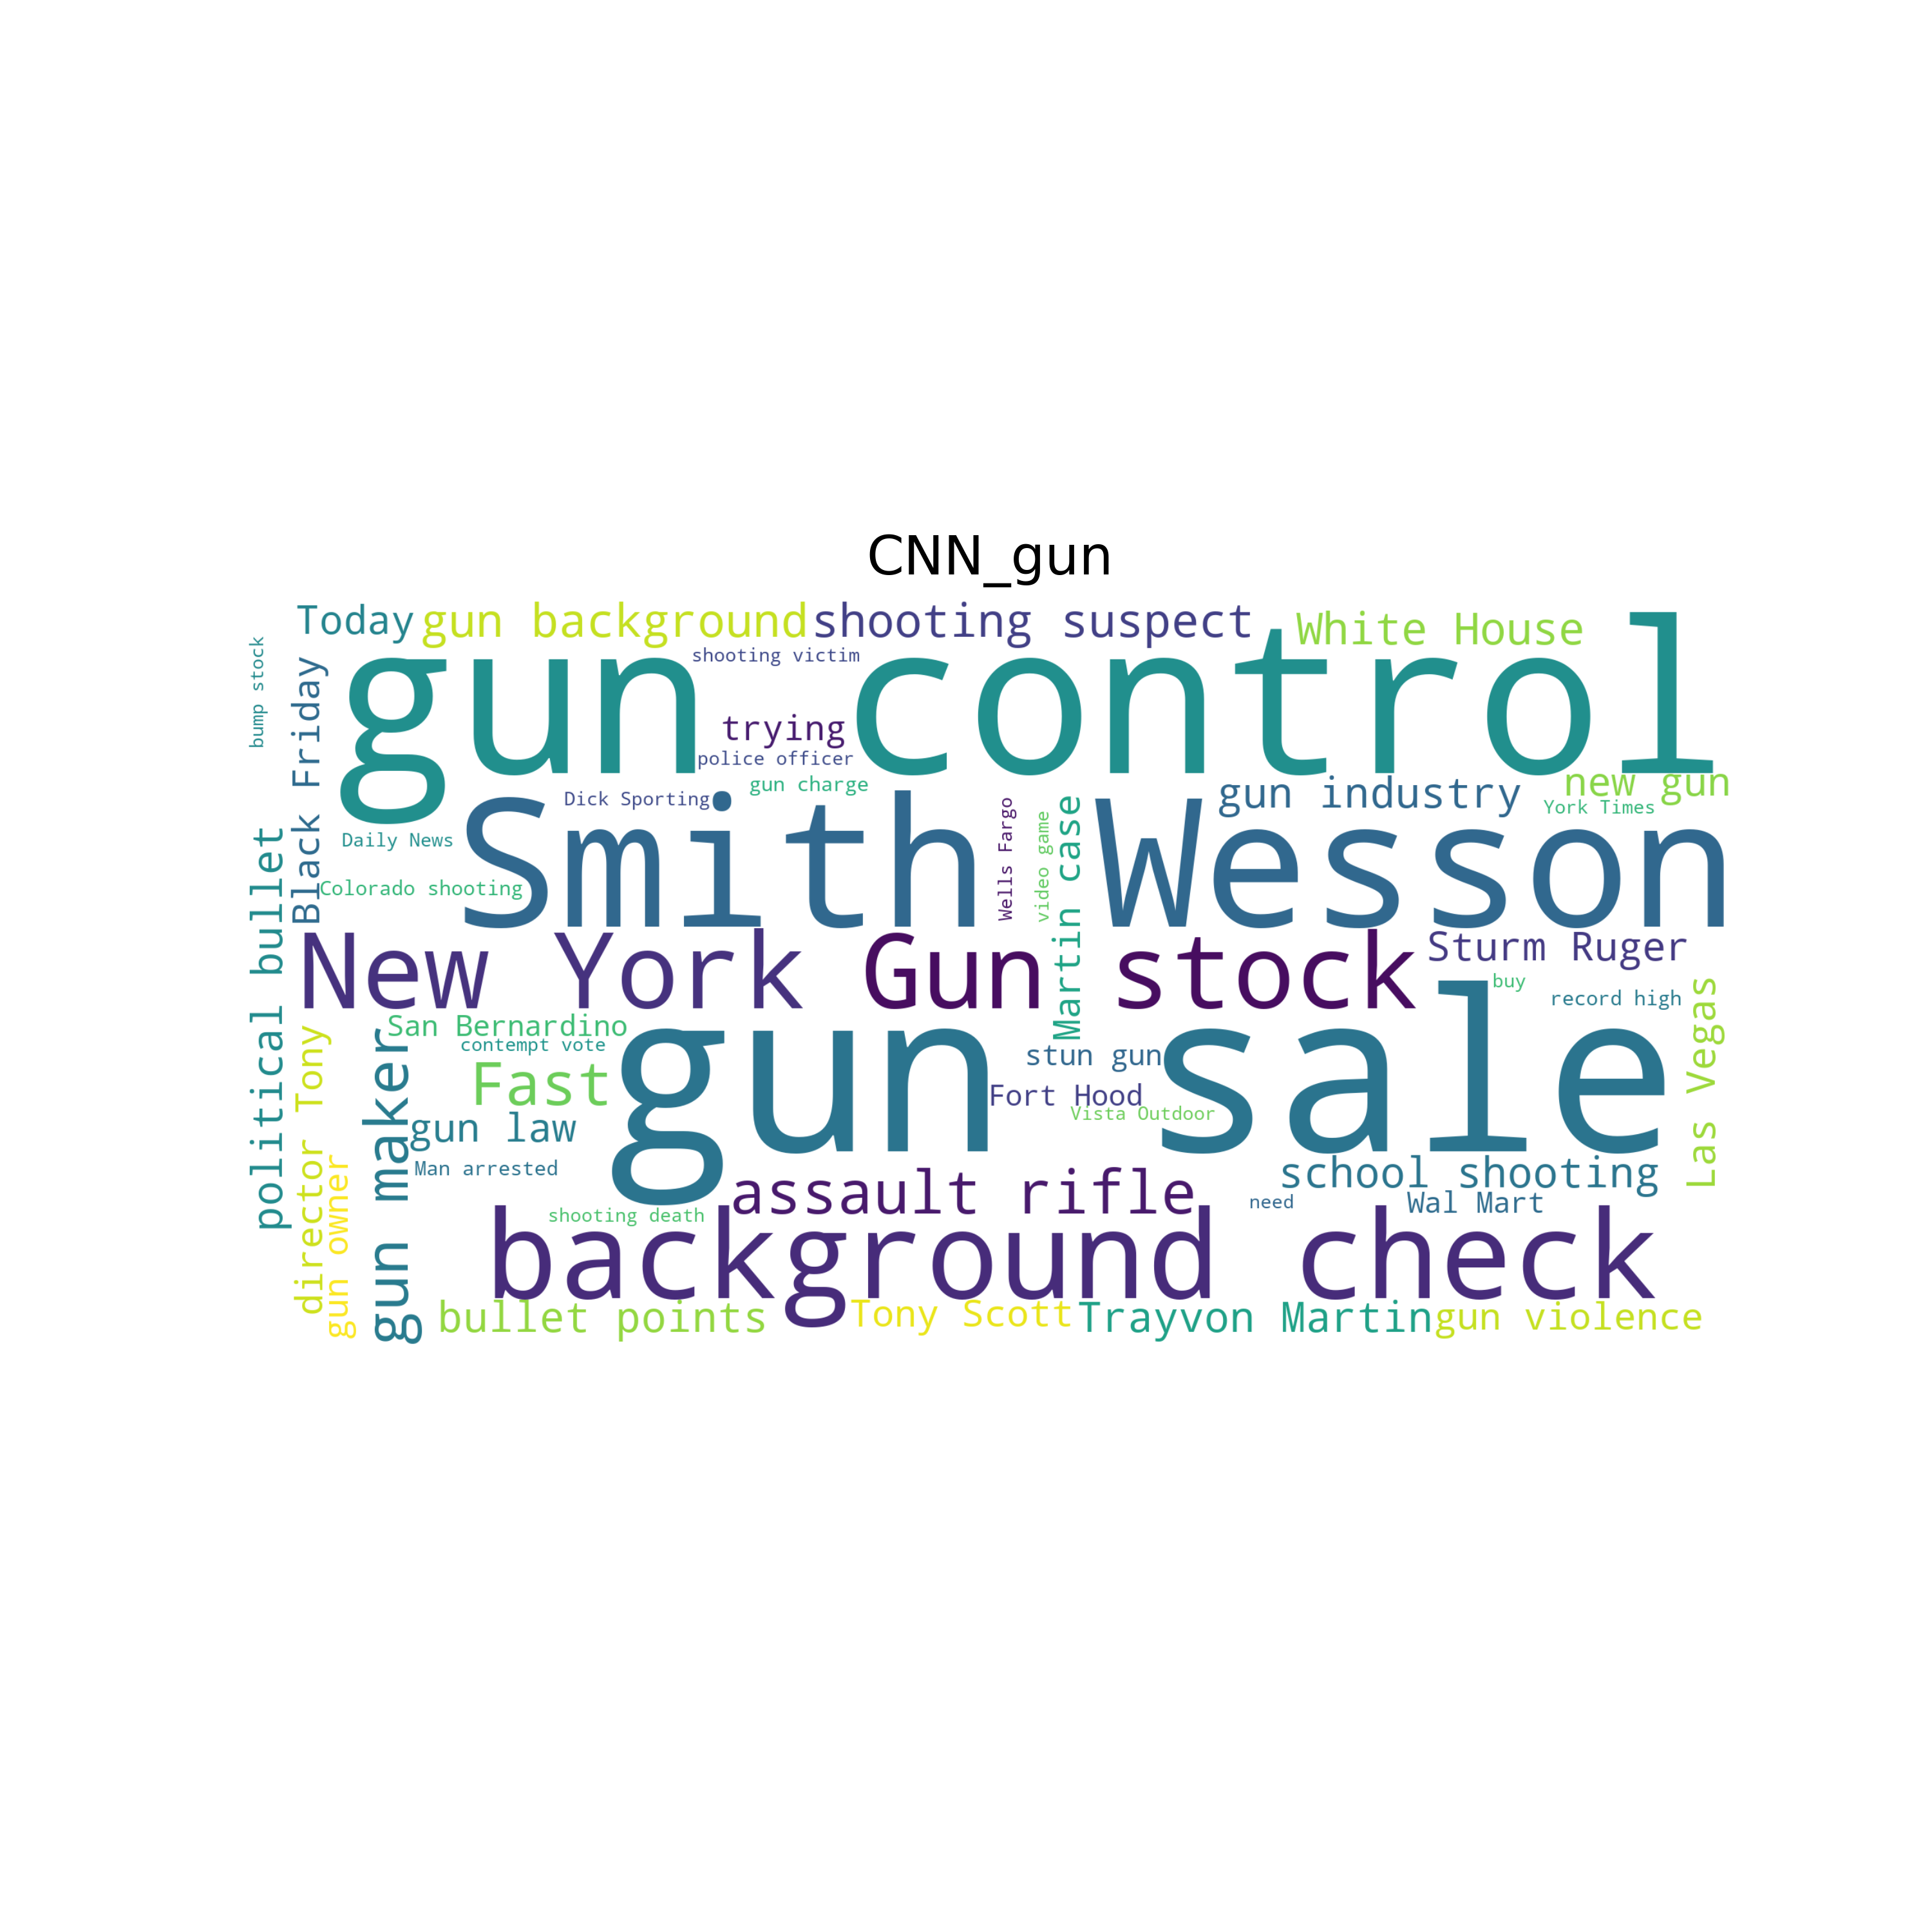 CNN_gun
Today
gun background
shooting suspect
White House
bump stock
Black Friday
shooting victim
gun control
trying
police officer
gun charge
gun industry
new gun
York Times
Dick Sporting
Smith Wesson
Daily News
Colorado shooting
Wells Fargo
video game
Martin case
political bullet
New York
Gun stock
Sturm Ruger
buy
record high
Las Vegas
San Bernardino
contempt vote
gun sale
stun gun
Fort Hood
Vista Outdoor
Fast
director Tony
gun owner
gun maker
gun law
Man arrested
assault rifle
school shooting
need
Wal Mart
shooting death
background check
bullet points
Tony Scott
Trayvon Martin
gun violence